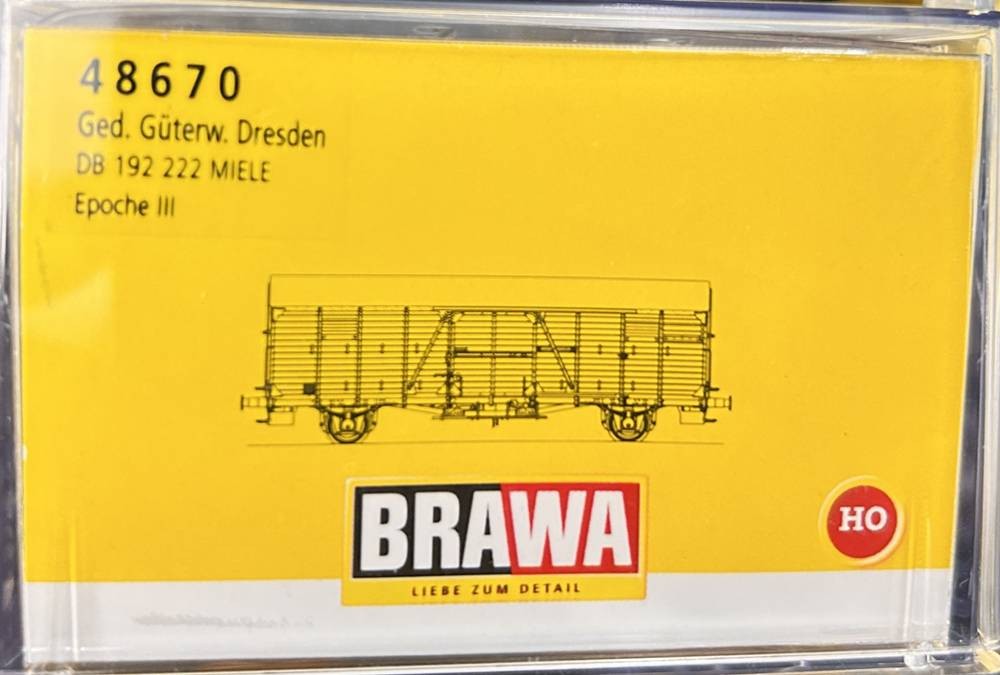 48670
Ged. Güterw. Dresden
DB 192 222 MIELE
Epoche III
BRAWA
LIEBE ZUM DETAIL
HO